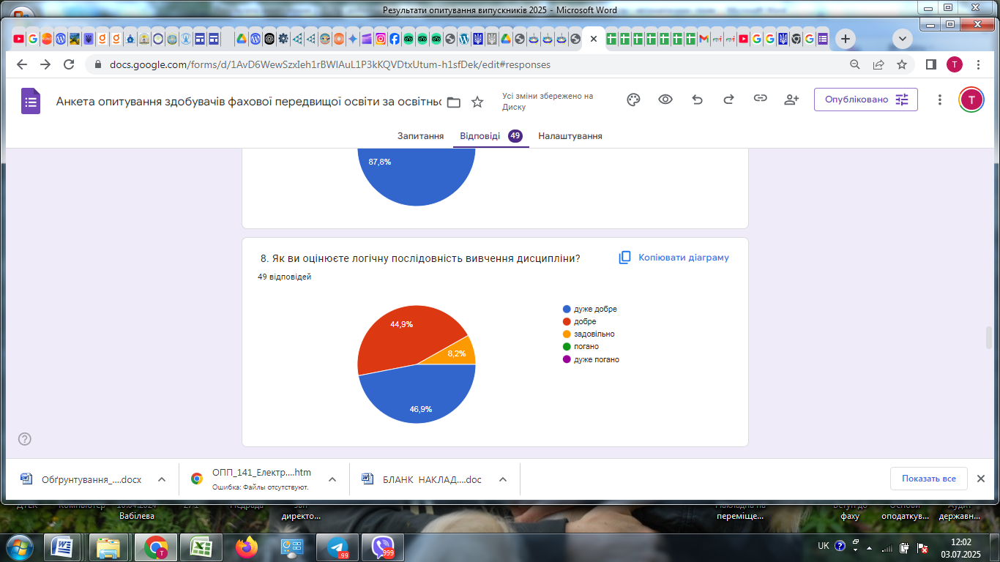 Результати опитування випускників 2025 - Microsoft Word
docs.google.com/forms/d/1AvD6WewSzxIeh1rBWIAuL1P3kKQVDtxUtum-h1sfDek/edit#responses
T
Анкета опитування здобувачів фахової передвищої освіти за освітньо
Усі зміни збережено на
Диску
Опубліковано
T
Запитання
Відповіді 49
Налаштування
87,8%
8. Як ви оцінюєте логічну послідовність вивчення дисципліни?
Копіювати діаграму
49 відповідей
44,9%
8,2%
46,9%
дуже добре
добре
задовільно
погано
дуже погано
Обґрунтування_....docx
ОПП_141_Електр....htm
Ошибка: Файлы отсутствуют.
БЛАНК НАКЛАД....doc
Показать все
Вабілева
директо...
переміще...
фаху
оподаткув...
державн...
.99
999
UK
12:02
03.07.2025